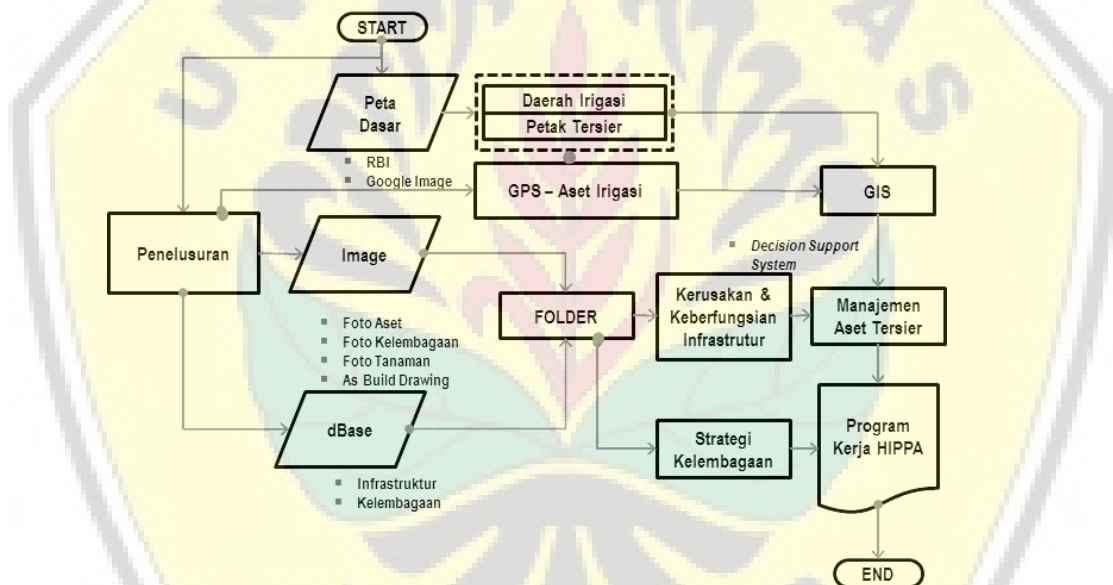 START
Peta
Dasar
RBI
Google Image
Daerah Irigasi
Petak Tersier
GPS – Aset Irigasi
GIS
Penelusuran
Image
Foto Aset
Foto Kelembagaan
Foto Tanaman
As Build Drawing
FOLDER
Decision Support
System
Kerusakan &
Keberfungsian
Infrastrutur
Manajemen
Aset Tersier
dBase
Infrastruktur
Kelembagaan
Strategi
Kelembagaan
Program
Kerja HIPPA
END
U
A
S